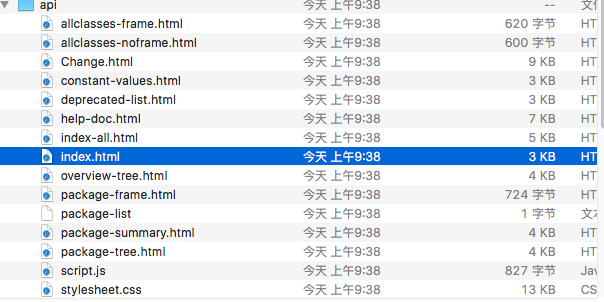 api 今天 上午9:38 --
allclasses-frame.html 今天 上午9:38 620 字节 HT
allclasses-noframe.html 今天 上午9:38 600 字节 HT
Change.html 今天 上午9:38 9 KB HT
constant-values.html 今天 上午9:38 3 KB HT
deprecated-list.html 今天 上午9:38 3 KB HT
help-doc.html 今天 上午9:38 7 KB HT
index-all.html 今天 上午9:38 5 KB HT
index.html 今天 上午9:38 3 KB HT
overview-tree.html 今天 上午9:38 4 KB HT
package-frame.html 今天 上午9:38 724 字节 HT
package-list 今天 上午9:38 1 字节 文本
package-summary.html 今天 上午9:38 4 KB HT
package-tree.html 今天 上午9:38 4 KB HT
script.js 今天 上午9:38 827 字节 Jav
stylesheet.css 今天 上午9:38 13 KB CS